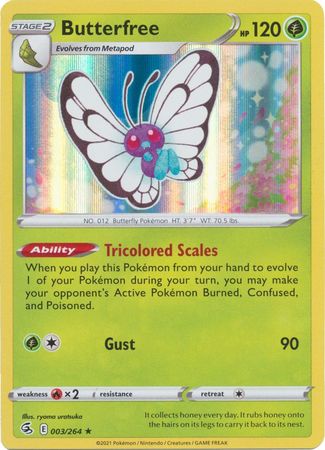 STAGE 2
Butterfree
HP 120
Evolves from Metapod
NO. 012 Butterfly Pokémon HT: 3'7" WT: 70.5 lbs.
Ability Tricolored Scales
When you play this Pokémon from your hand to evolve
1 of your Pokémon during your turn, you may make
your opponent's Active Pokémon Burned, Confused,
and Poisoned.
Gust 90
weakness ×2 resistance retreat
Illus. ryoma uratsuka
E 003/264 ★
It collects honey every day. It rubs honey onto
the hairs on its legs to carry it back to its nest.
©2021 Pokémon / Nintendo / Creatures / GAME FREAK